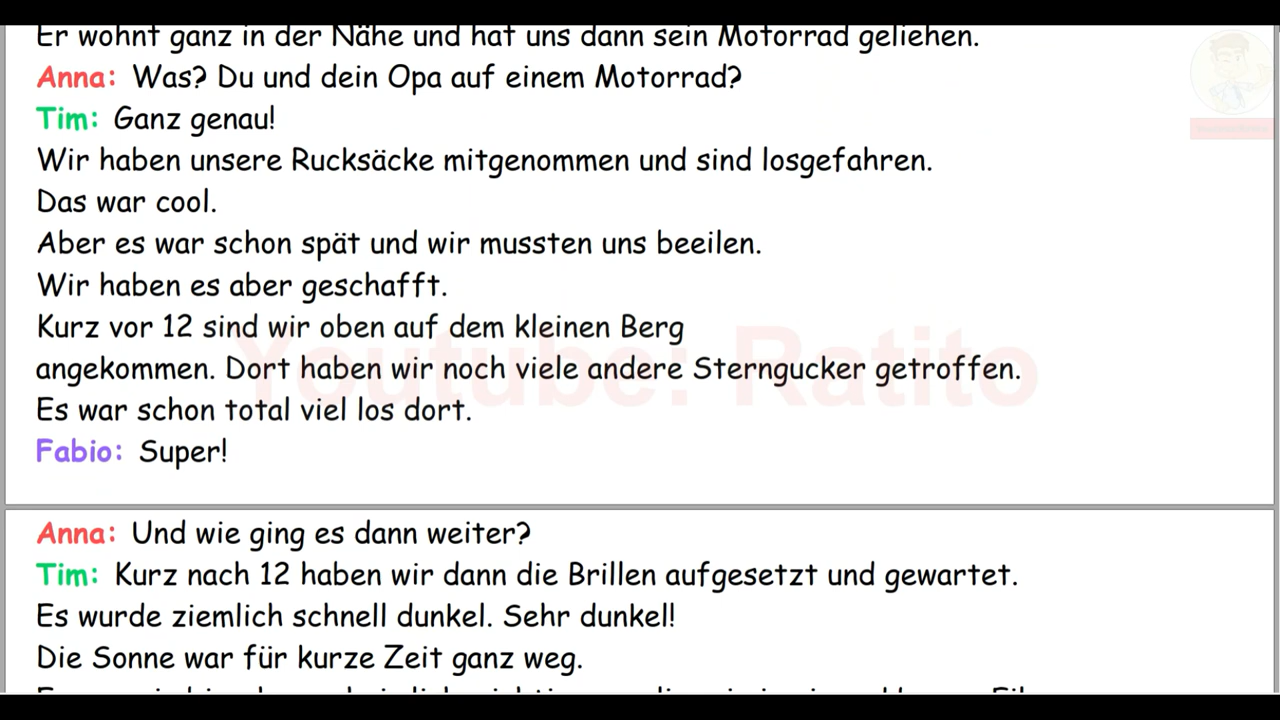 Er wohnt ganz in der Nähe und hat uns dann sein Motorrad geliehen.
Anna: Was? Du und dein Opa auf einem Motorrad?
Tim: Ganz genau!
Wir haben unsere Rucksäcke mitgenommen und sind losgefahren.
Das war cool.
Aber es war schon spät und wir mussten uns beeilen.
Wir haben es aber geschafft.
Kurz vor 12 sind wir oben auf dem kleinen Berg
angekommen. Dort haben wir noch viele andere Sterngucker getroffen.
Youtube: Ratito
Es war schon total viel los dort.
Fabio: Super!
Anna: Und wie ging es dann weiter?
Tim: Kurz nach 12 haben wir dann die Brillen aufgesetzt und gewartet.
Es wurde ziemlich schnell dunkel. Sehr dunkel!
Die Sonne war für kurze Zeit ganz weg.